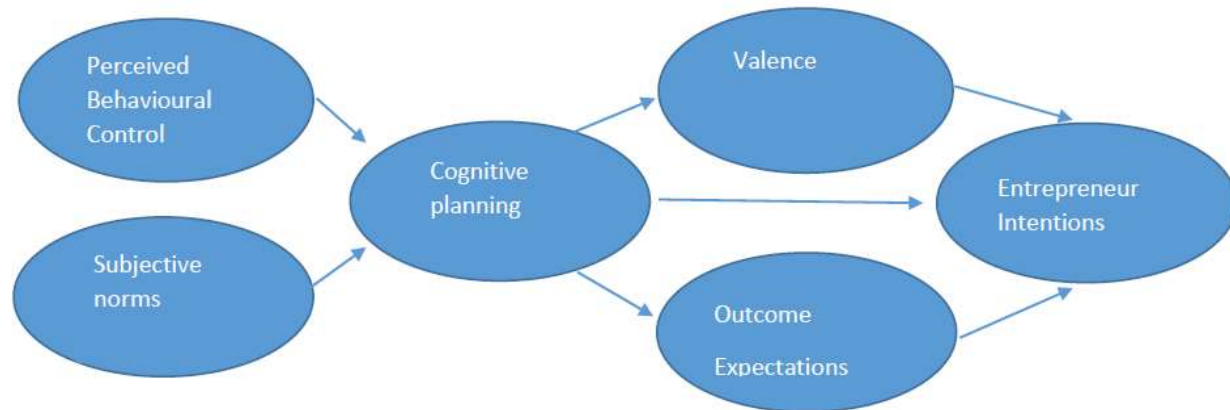 Perceived
Behavioural
Control
Subjective
norms
Cognitive
planning
Valence
Outcome
Expectations
Entrepreneur
Intentions